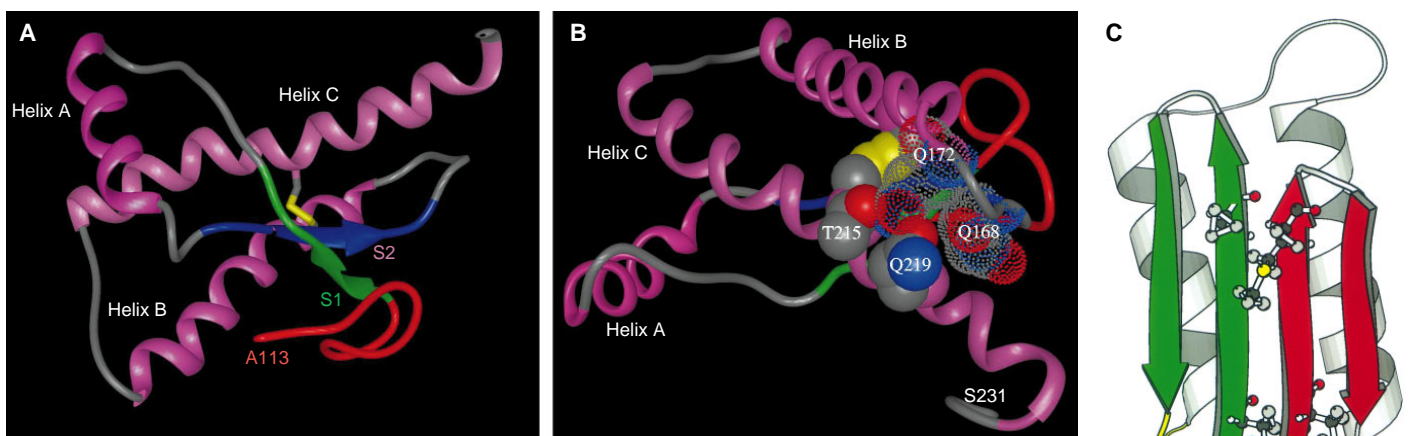 A
Helix A
Helix C
S2
S1
Helix B
A113
B
Helix B
Helix C
Q172
T215
Q168
Q219
Helix A
S231
C